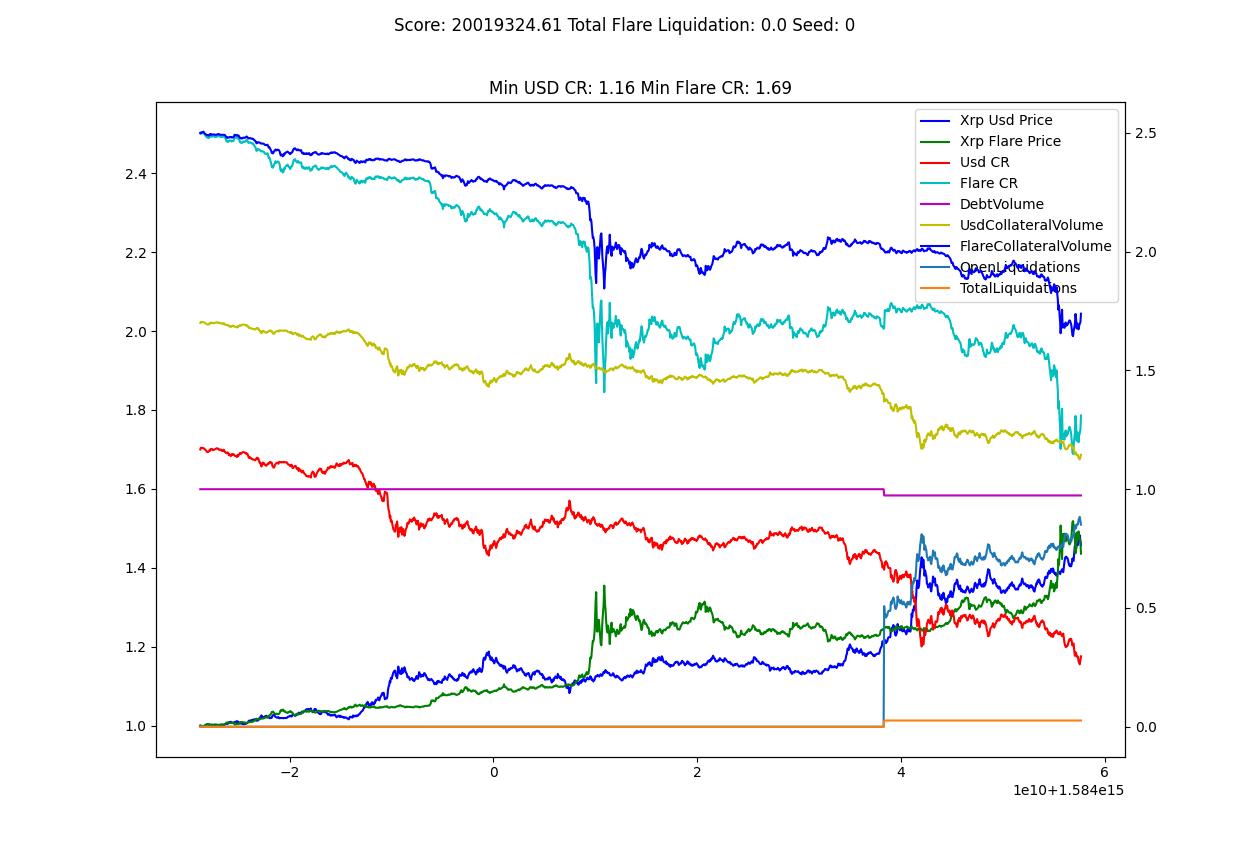 Score: 20019324.61 Total Flare Liquidation: 0.0 Seed: 0
Min USD CR: 1.16 Min Flare CR: 1.69
Xrp Usd Price
Xrp Flare Price
Usd CR
Flare CR
DebtVolume
UsdCollateralVolume
FlareCollateralVolume
OpenLiquidations
TotalLiquidations
2.4
2.2
2.0
1.8
1.6
1.4
1.2
1.0
2.5
2.0
1.5
1.0
0.5
0.0
−2
0
2
4
6
1e10+1.584e15